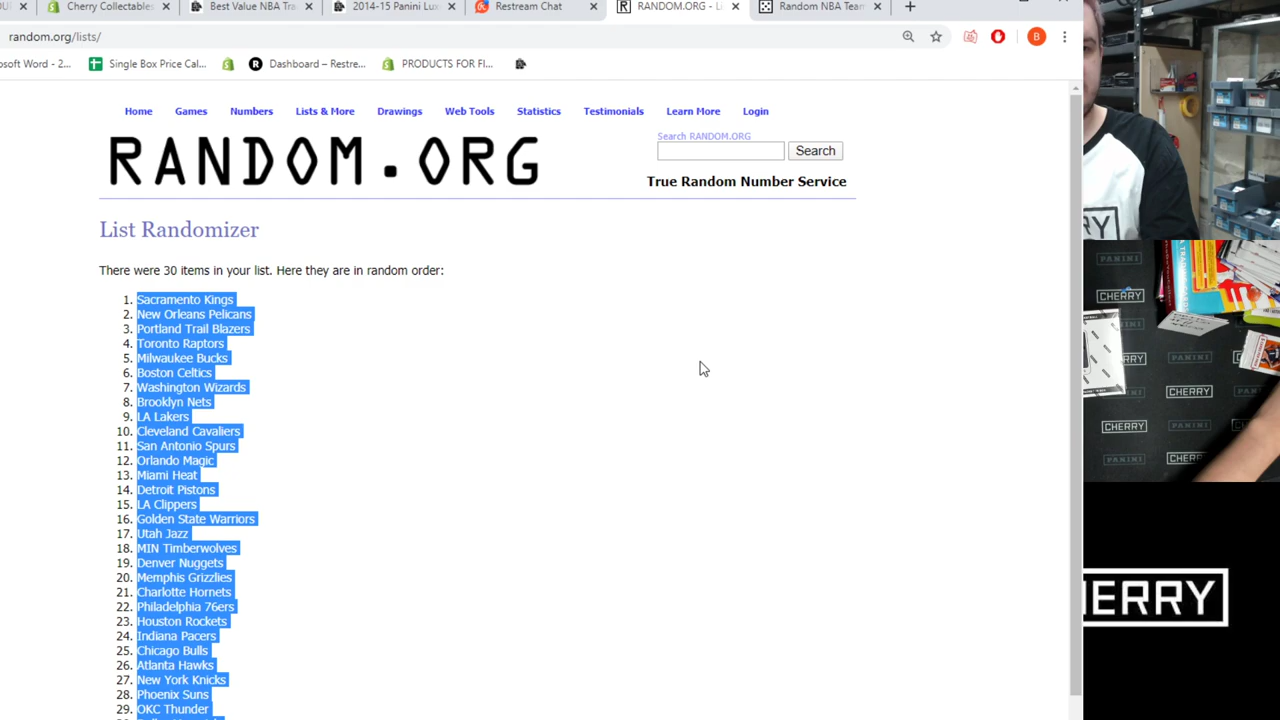 Cherry Collectables
Best Value NBA Tra
2014-15 Panini Lux
Restream Chat
RANDOM.ORG - Li
Random NBA Team
random.org/lists/
osoft Word - 2...
Single Box Price Cal...
Dashboard – Restre...
PRODUCTS FOR FI...
B
Home
Games
Numbers
Lists & More
Drawings
Web Tools
Statistics
Testimonials
Learn More
Login
RANDOM.ORG
Search RANDOM.ORG
Search
True Random Number Service
List Randomizer
There were 30 items in your list. Here they are in random order:
1. Sacramento Kings
2. New Orleans Pelicans
3. Portland Trail Blazers
4. Toronto Raptors
5. Milwaukee Bucks
6. Boston Celtics
7. Washington Wizards
8. Brooklyn Nets
9. LA Lakers
10. Cleveland Cavaliers
11. San Antonio Spurs
12. Orlando Magic
13. Miami Heat
14. Detroit Pistons
15. LA Clippers
16. Golden State Warriors
17. Utah Jazz
18. MIN Timberwolves
19. Denver Nuggets
20. Memphis Grizzlies
21. Charlotte Hornets
22. Philadelphia 76ers
23. Houston Rockets
24. Indiana Pacers
25. Chicago Bulls
26. Atlanta Hawks
27. New York Knicks
28. Phoenix Suns
29. OKC Thunder
RY
PANINI
CHERRY
PANINI
CHERRY
PANINI
CHERRY
PANINI
CHERRY
PANINI
HERRY